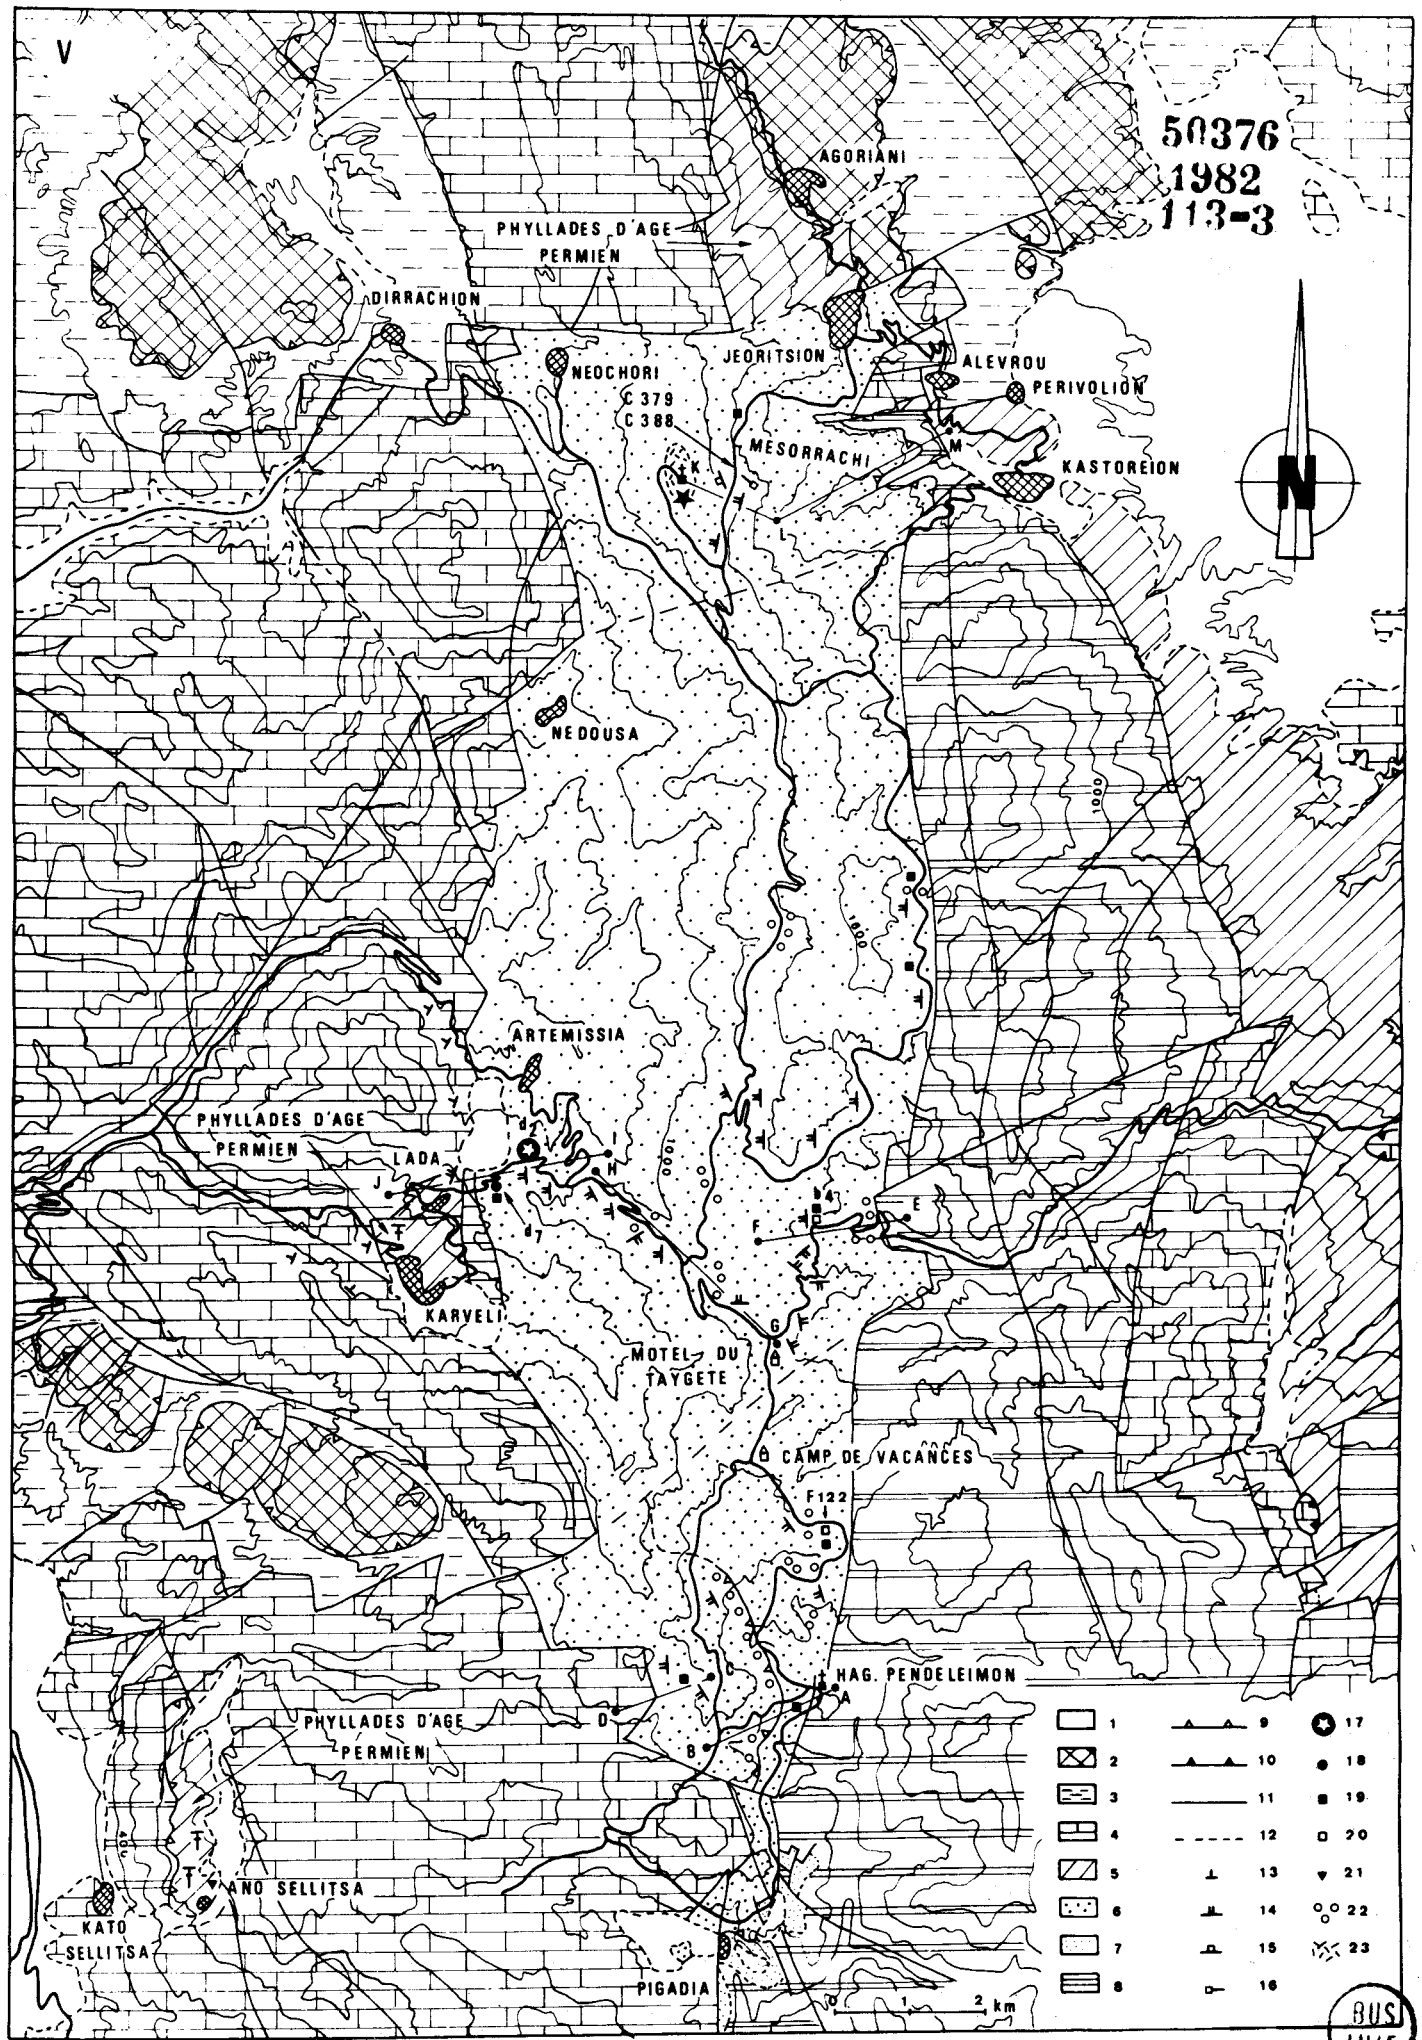 V
50376
1982
113-3
AGORIANI
PHYLLADES D'AGE
PERMIEN
DIRRACHION
NEOCHORI
JEORITSION
ALEVROU
PERIVOLION
C 379
C 388
MESORRACHI
K
M
KASTOREION
L
N
NEDOUSA
1000
1600
ARTEMISSIA
PHYLLADES D'AGE
PERMIEN
LADA
I
H
J
d7
b4
E
F
1000
KARVELI
G
MOTEL DU
TAYGETE
CAMP DE VACANCES
F122
C
HAG. PENDELEIMON
A
D
B
PHYLLADES D'AGE
PERMIEN
ANO SELLITSA
KATO
SELLITSA
PIGADIA
1 9 17
2 10 18
3 11 19
4 12 20
5 13 21
6 14 22
7 15 23
8 16
0 1 2 km
BUS